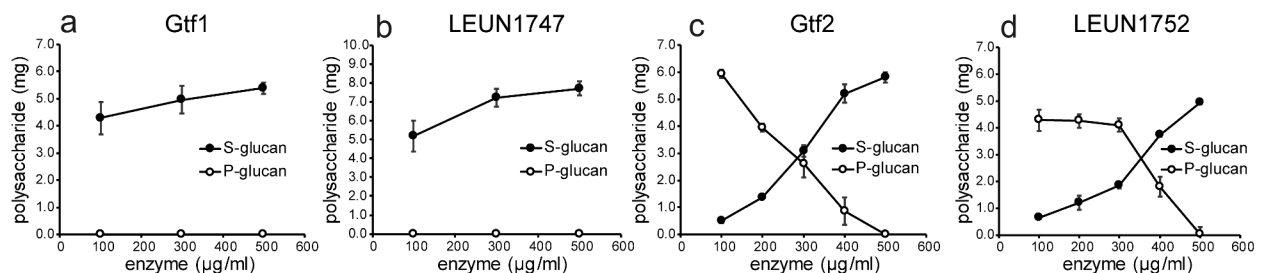 a Gtf1
polysaccharide (mg)
7.0
6.0
5.0
4.0
3.0
2.0
1.0
0.0
S-glucan
P-glucan
0 100 200 300 400 500 600
enzyme (µg/ml)
b LEUN1747
polysaccharide (mg)
10.0
9.0
8.0
7.0
6.0
5.0
4.0
3.0
2.0
1.0
0.0
S-glucan
P-glucan
0 100 200 300 400 500 600
enzyme (µg/ml)
c Gtf2
polysaccharide (mg)
7.0
6.0
5.0
4.0
3.0
2.0
1.0
0.0
S-glucan
P-glucan
0 100 200 300 400 500 600
enzyme (µg/ml)
d LEUN1752
polysaccharide (mg)
7.0
6.0
5.0
4.0
3.0
2.0
1.0
0.0
S-glucan
P-glucan
0 100 200 300 400 500 600
enzyme (µg/ml)